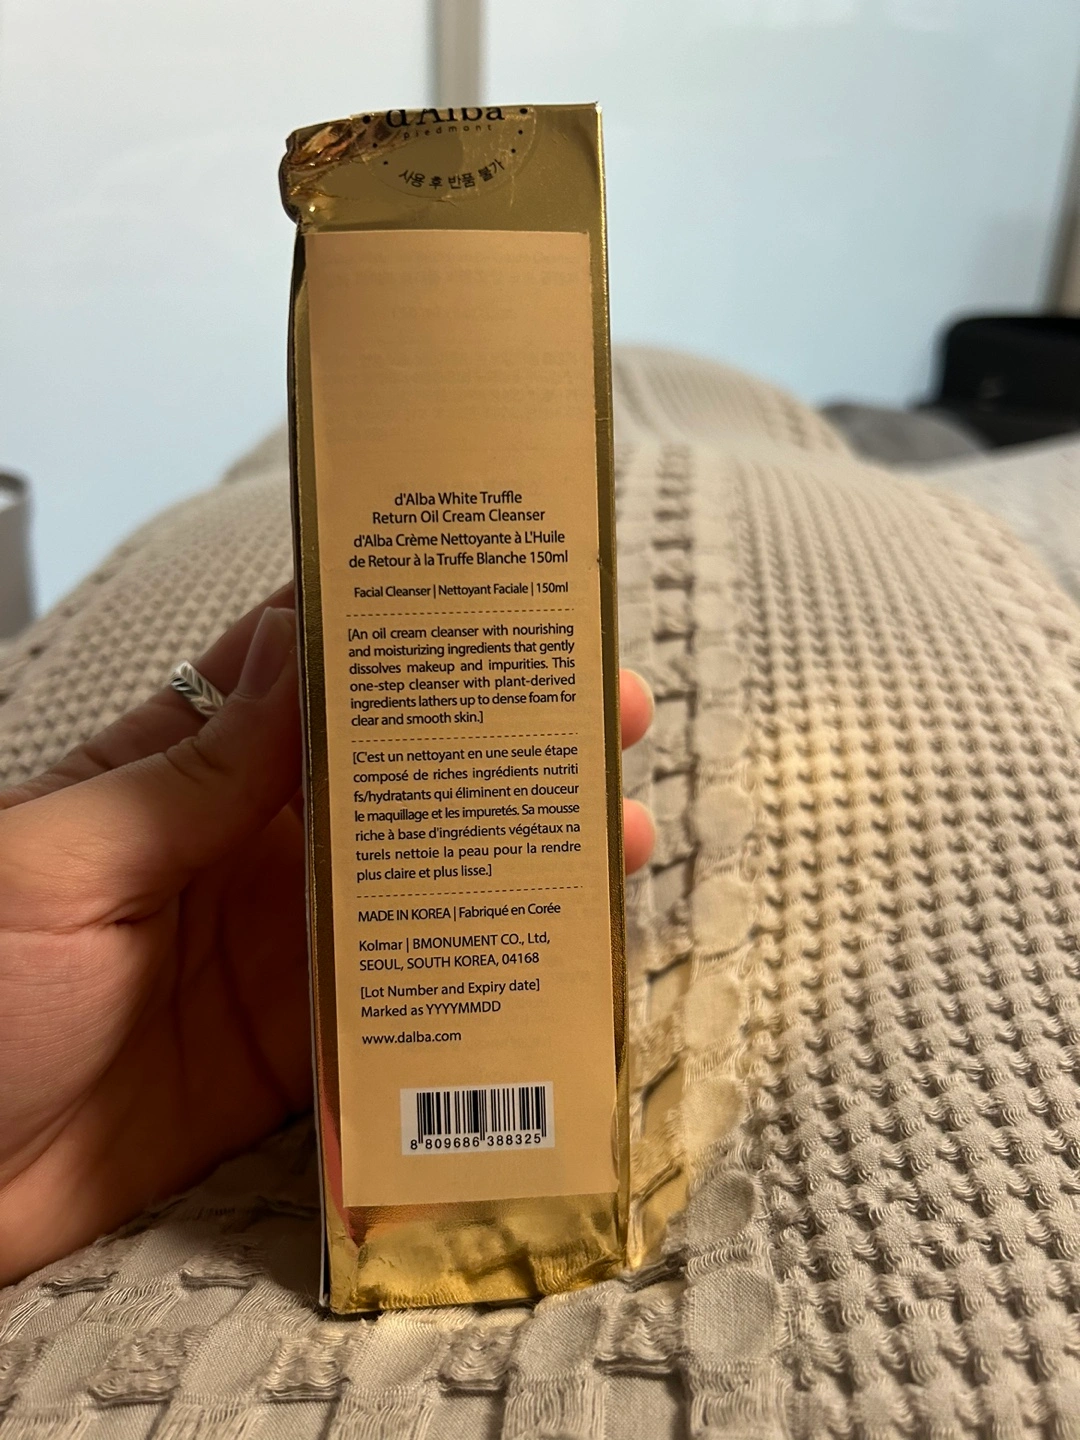 d'Alba
piedmont
사용 후 반품 불가
d'Alba White Truffle
Return Oil Cream Cleanser
d'Alba Crème Nettoyante à L'Huile
de Retour à la Truffe Blanche 150ml
Facial Cleanser | Nettoyant Faciale | 150ml
[An oil cream cleanser with nourishing
and moisturizing ingredients that gently
dissolves makeup and impurities. This
one-step cleanser with plant-derived
ingredients lathers up to dense foam for
clear and smooth skin.]
[C'est un nettoyant en une seule étape
composé de riches ingrédients nutriti
fs/hydratants qui éliminent en douceur
le maquillage et les impuretés. Sa mousse
riche à base d'ingrédients végétaux na
turels nettoie la peau pour la rendre
plus claire et plus lisse.]
MADE IN KOREA | Fabriqué en Corée
Kolmar | BMONUMENT CO., Ltd,
SEOUL, SOUTH KOREA, 04168
[Lot Number and Expiry date]
Marked as YYYYMMDD
www.dalba.com
8 809686 388325